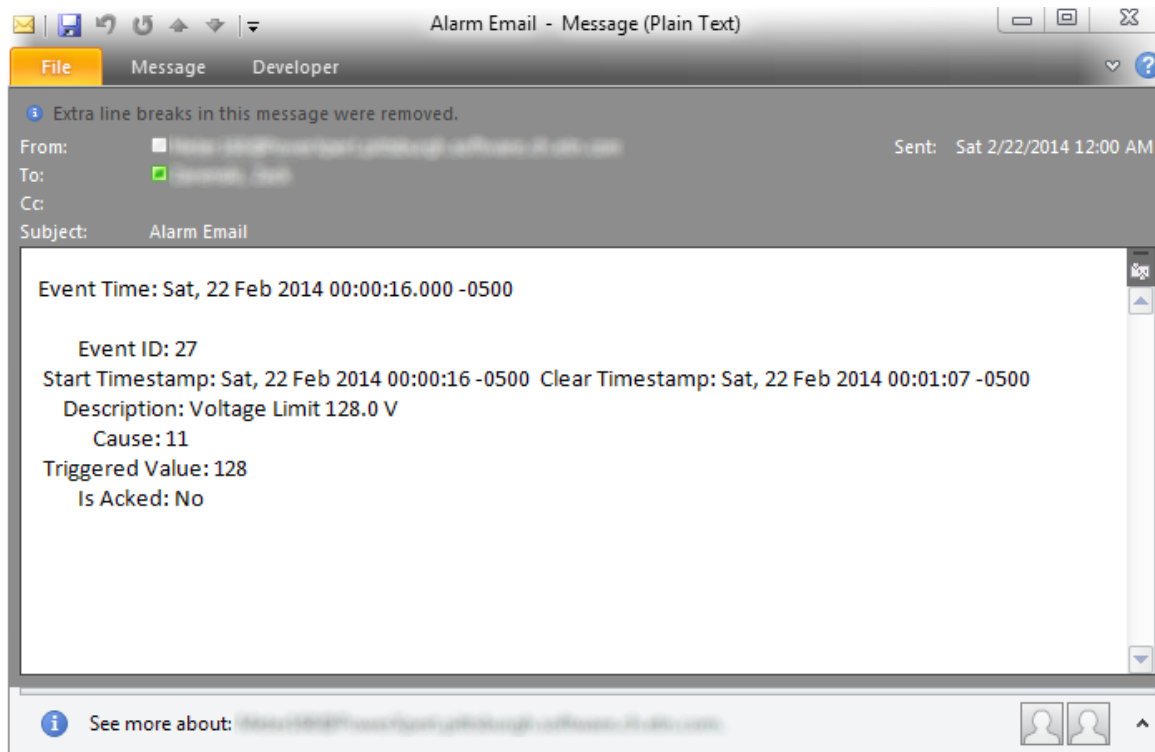 Alarm Email - Message (Plain Text)
File Message Developer
Extra line breaks in this message were removed.
From: Sent: Sat 2/22/2014 12:00 AM
To:
Cc:
Subject: Alarm Email
Event Time: Sat, 22 Feb 2014 00:00:16.000 -0500
Event ID: 27
Start Timestamp: Sat, 22 Feb 2014 00:00:16 -0500 Clear Timestamp: Sat, 22 Feb 2014 00:01:07 -0500
Description: Voltage Limit 128.0 V
Cause: 11
Triggered Value: 128
Is Acked: No
See more about: